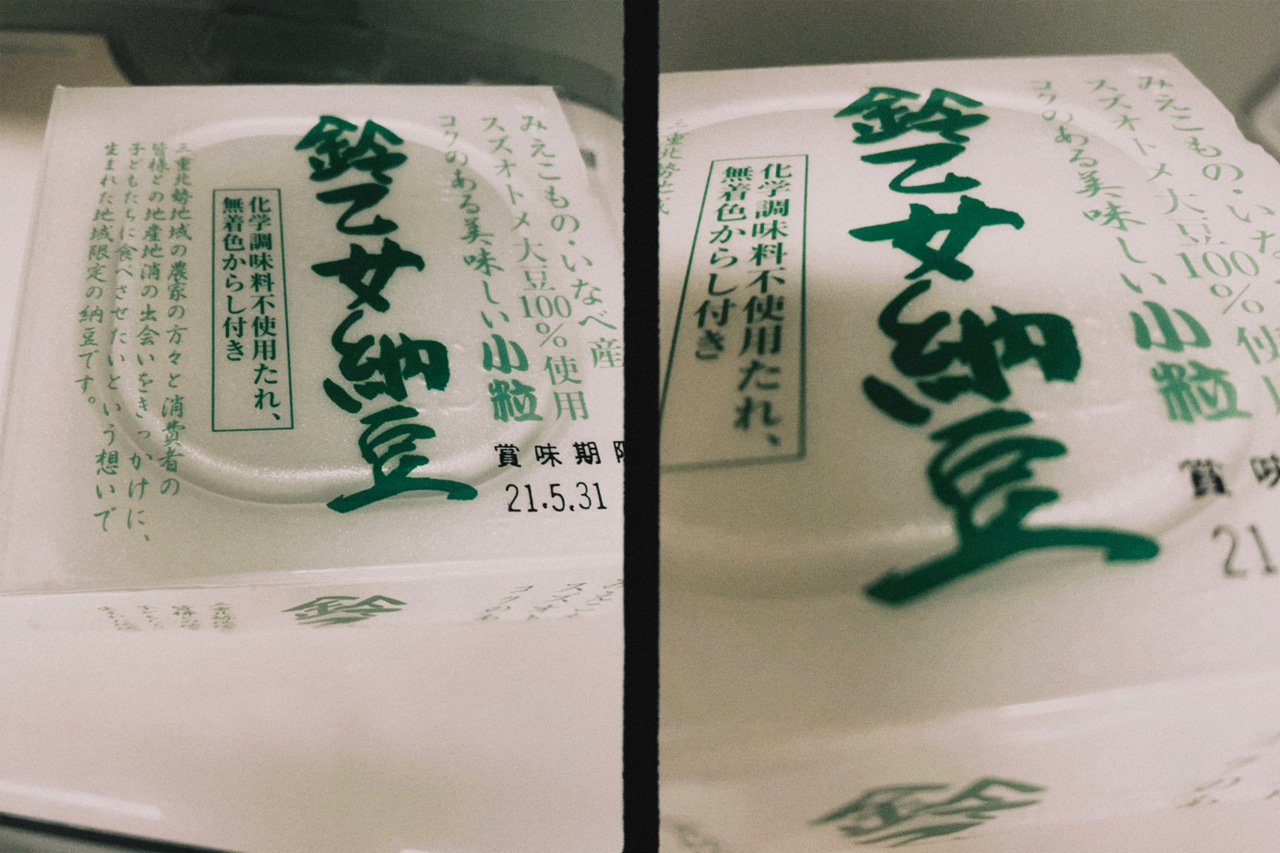 みえこもの・いなべ産
スズオトメ大豆100%使用
コクのある美味しい小粒
鈴乙女納豆
化学調味料不使用たれ、
無着色からし付き
三重北勢地域の農家の方々と消費者の
皆様との地産地消の出会いをきっかけに、
子どもたちに食べさせたいという想いで
生まれた地域限定の納豆です。
賞味期限
21.5.31
鈴
みえこもの・いな
スズオトメ大豆100%使用
コクのある美味しい小粒
鈴乙女納豆
化学調味料不使用たれ、
無着色からし付き
三重北勢地域
賞味
21
鈴